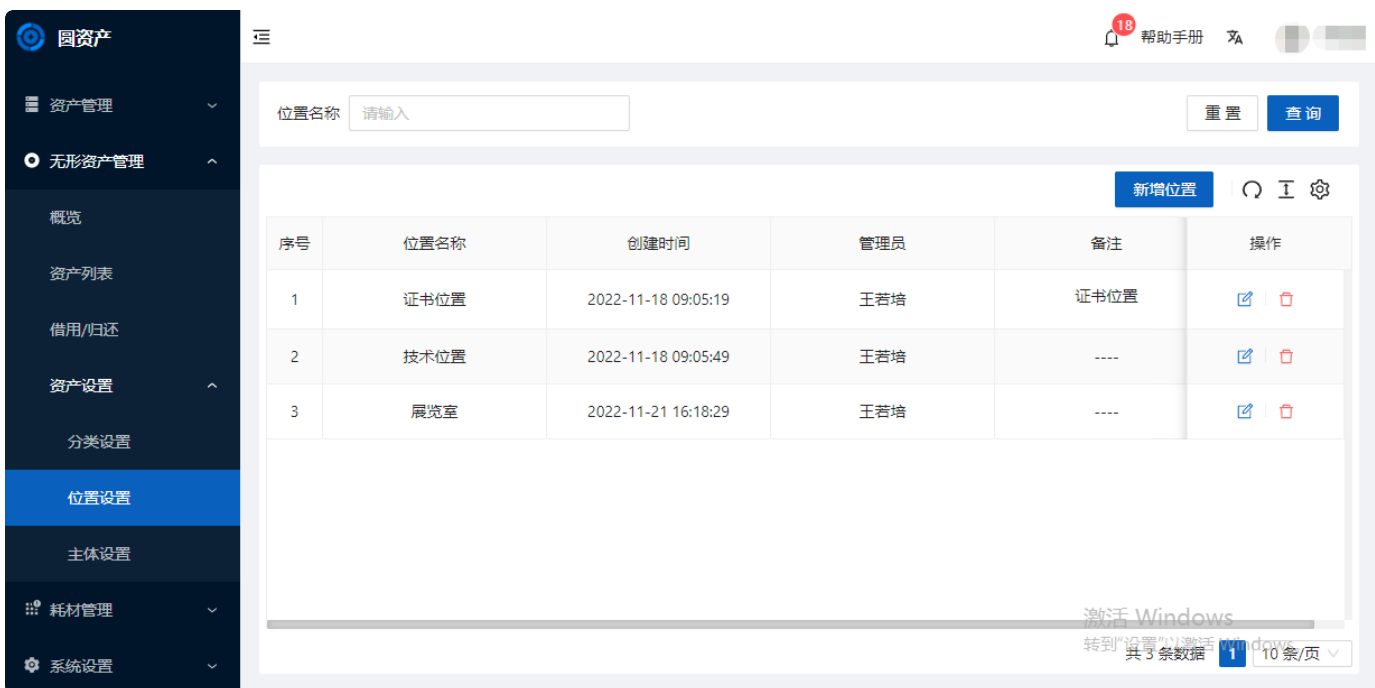 圆资产
18
帮助手册
资产管理
无形资产管理
概览
资产列表
借用/归还
资产设置
分类设置
位置设置
主体设置
耗材管理
系统设置
位置名称 请输入 重置 查询
新增位置
序号 位置名称 创建时间 管理员 备注 操作
1 证书位置 2022-11-18 09:05:19 王若培 证书位置
2 技术位置 2022-11-18 09:05:49 王若培 ----
3 展览室 2022-11-21 16:18:29 王若培 ----
激活 Windows
转到"设置"以激活 Windows。
共 3 条数据 1 10 条/页